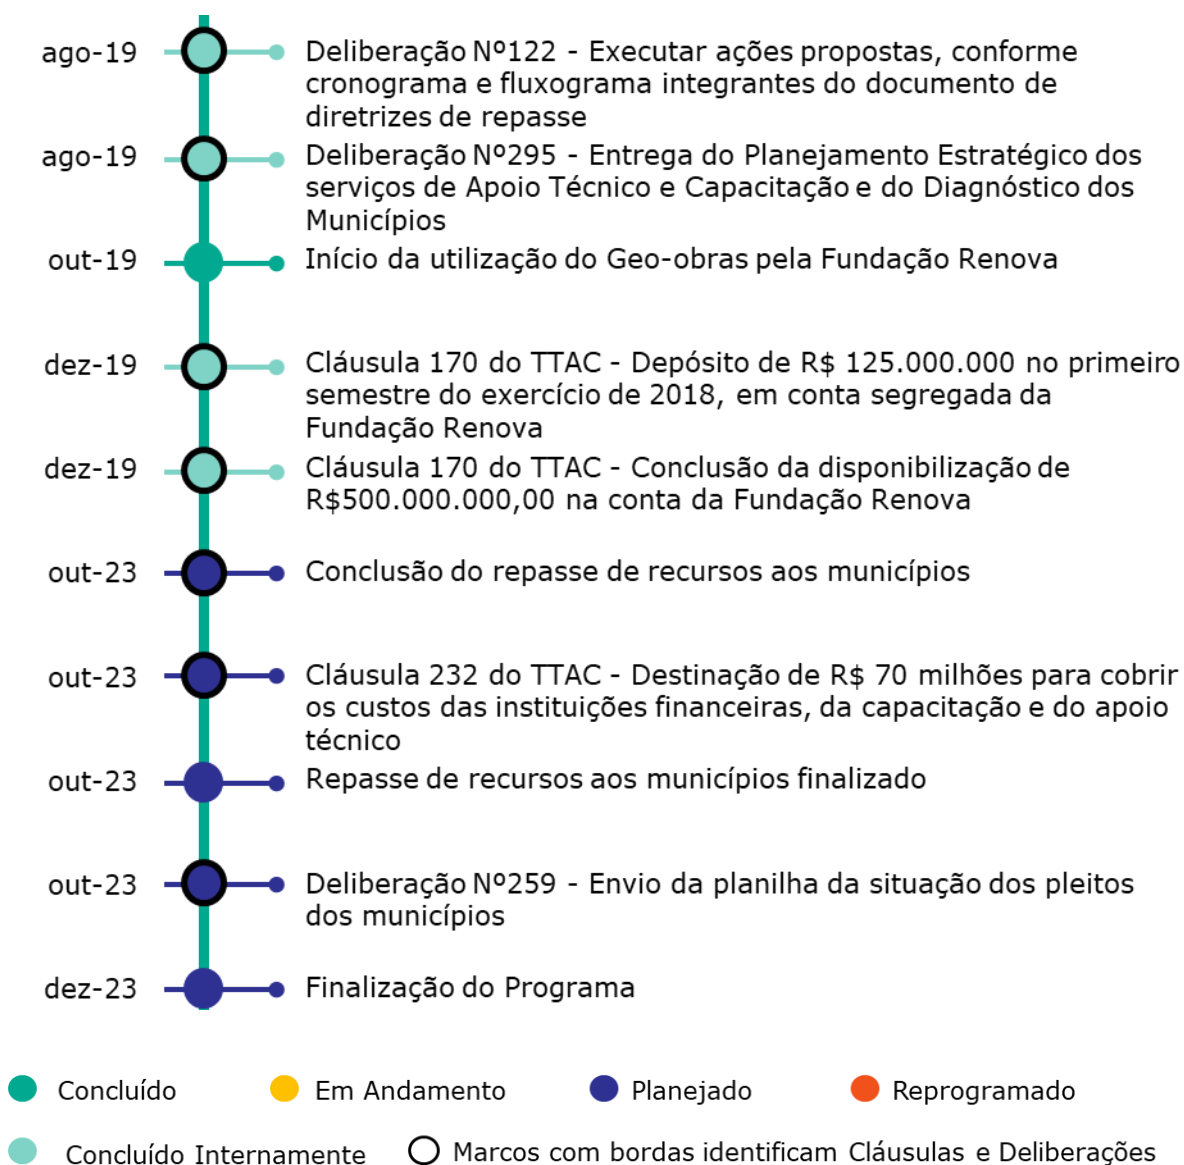 ago-19 Deliberação Nº122 - Executar ações propostas, conforme
cronograma e fluxograma integrantes do documento de
diretrizes de repasse
ago-19 Deliberação Nº295 - Entrega do Planejamento Estratégico dos
serviços de Apoio Técnico e Capacitação e do Diagnóstico dos
Municípios
out-19 Início da utilização do Geo-obras pela Fundação Renova
dez-19 Cláusula 170 do TTAC - Depósito de R$ 125.000.000 no primeiro
semestre do exercício de 2018, em conta segregada da
Fundação Renova
dez-19 Cláusula 170 do TTAC - Conclusão da disponibilização de
R$500.000.000,00 na conta da Fundação Renova
out-23 Conclusão do repasse de recursos aos municípios
out-23 Cláusula 232 do TTAC - Destinação de R$ 70 milhões para cobrir
os custos das instituições financeiras, da capacitação e do apoio
técnico
out-23 Repasse de recursos aos municípios finalizado
out-23 Deliberação Nº259 - Envio da planilha da situação dos pleitos
dos municípios
dez-23 Finalização do Programa
Concluído Em Andamento Planejado Reprogramado
Concluído Internamente Marcos com bordas identificam Cláusulas e Deliberações